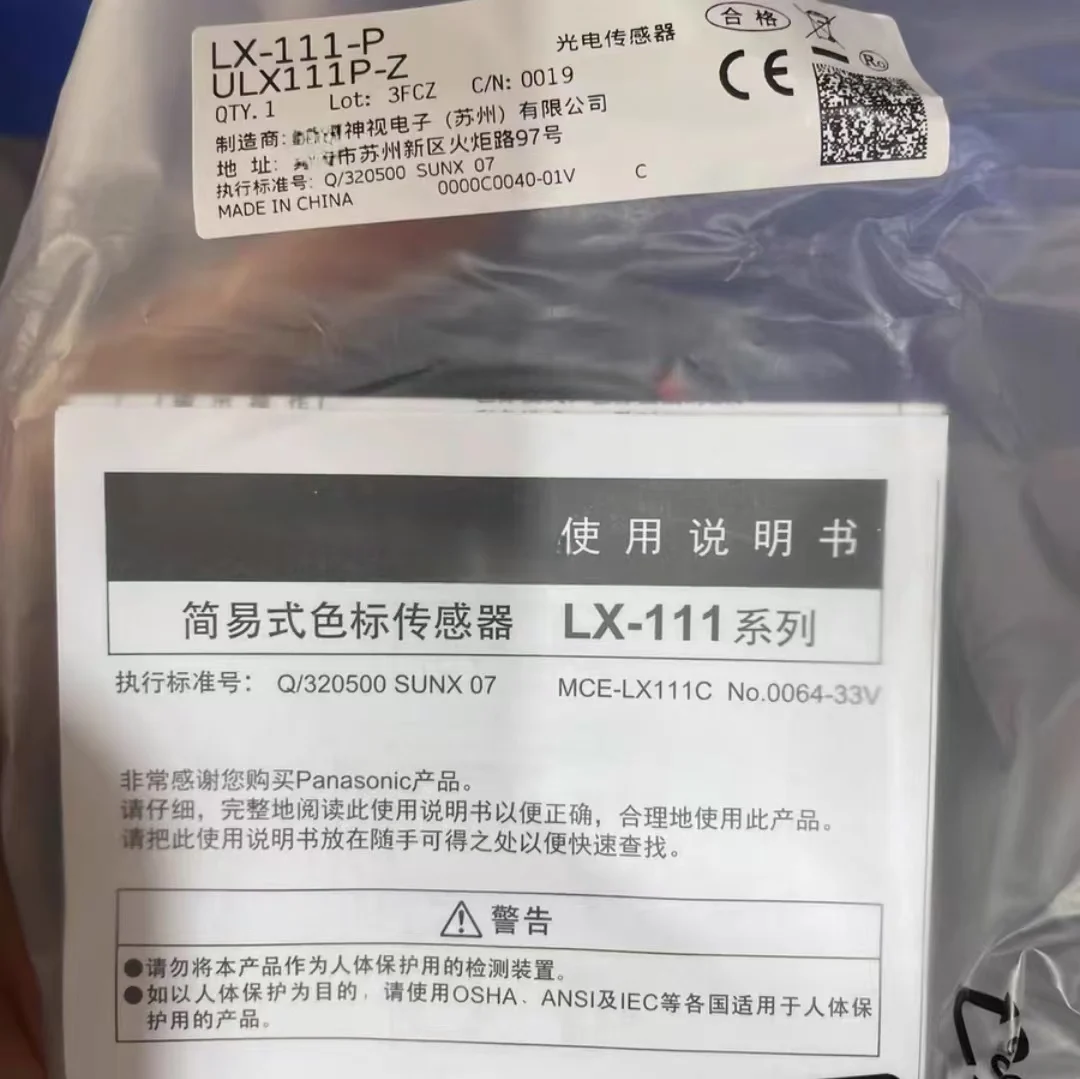 LX-111-P
ULX111P-Z
光电传感器
合格
CE
QTY. 1 Lot: 3FCZ C/N: 0019
制造商: 神视电子（苏州）有限公司
地 址: 市苏州新区火炬路97号
执行标准号: Q/320500 SUNX 07
0000C0040-01V C
MADE IN CHINA
使用说明书
简易式色标传感器 LX-111系列
执行标准号： Q/320500 SUNX 07 MCE-LX111C No.0064-33V
非常感谢您购买Panasonic产品。
请仔细，完整地阅读此使用说明书以便正确，合理地使用此产品。
请把此使用说明书放在随手可得之处以便快速查找。
警告
●请勿将本产品作为人体保护用的检测装置。
●如以人体保护为目的，请使用OSHA、ANSI及IEC等各国适用于人体保
护用的产品。